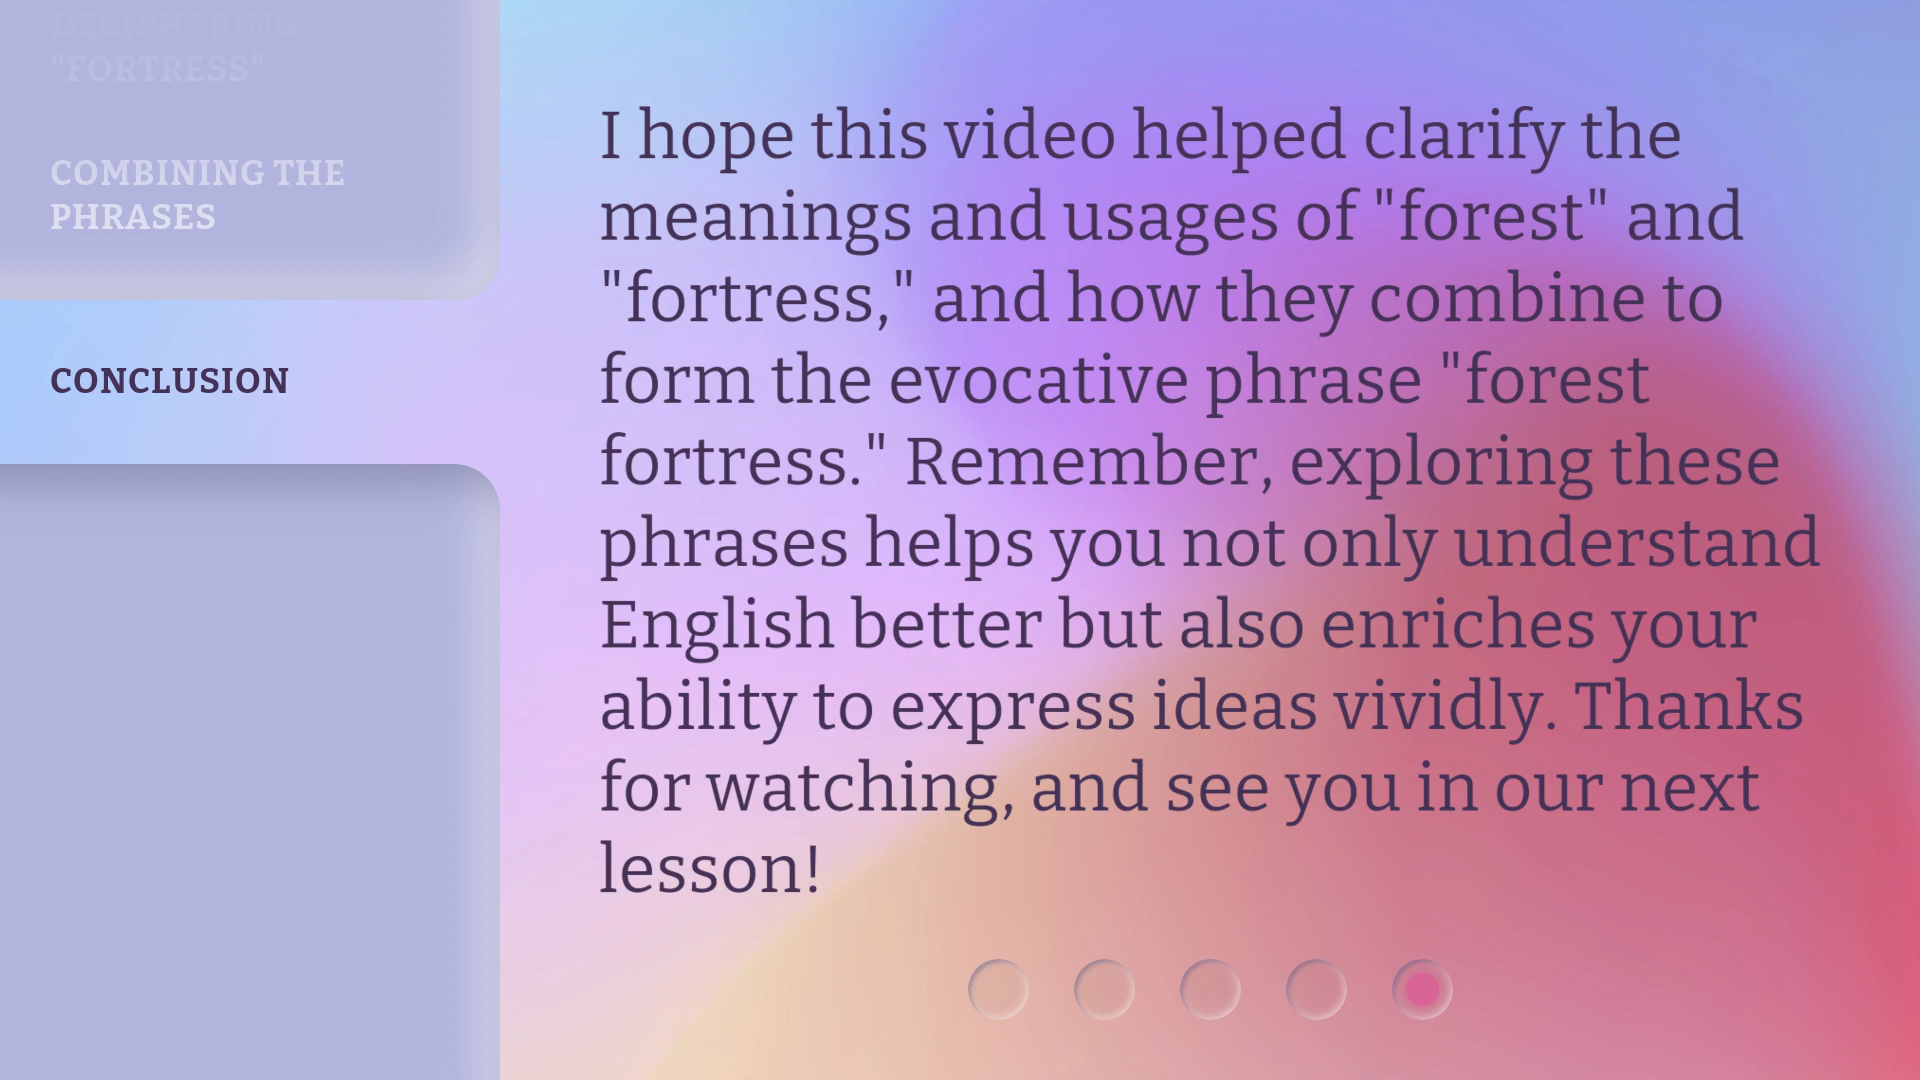 DECIPHERING
"FORTRESS"
COMBINING THE
PHRASES
CONCLUSION
I hope this video helped clarify the
meanings and usages of "forest" and
"fortress," and how they combine to
form the evocative phrase "forest
fortress." Remember, exploring these
phrases helps you not only understand
English better but also enriches your
ability to express ideas vividly. Thanks
for watching, and see you in our next
lesson!